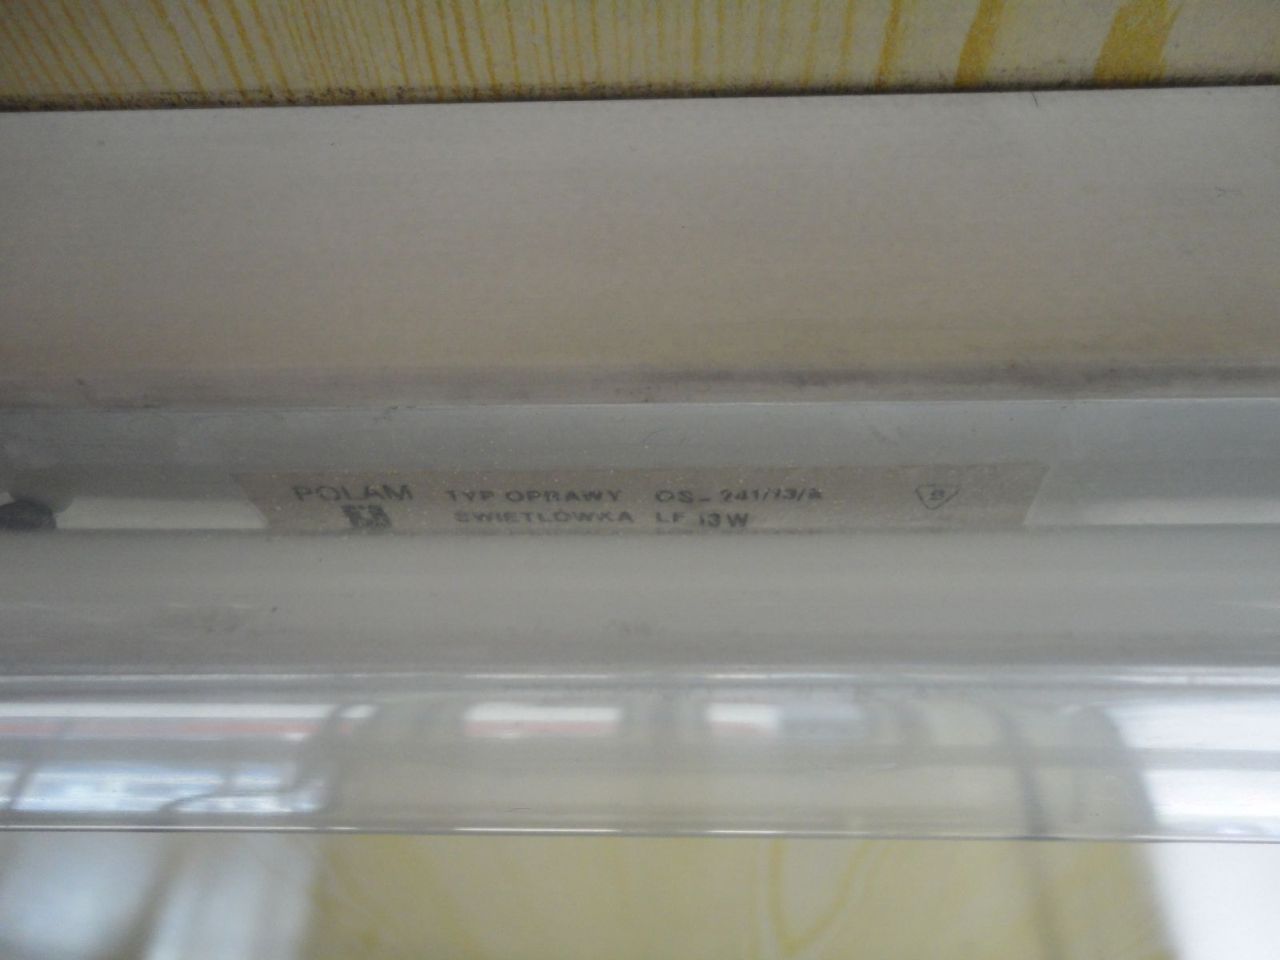 POLAM TYP OPRAWY OS-241/13/a
ŚWIETLÓWKA LF 13W